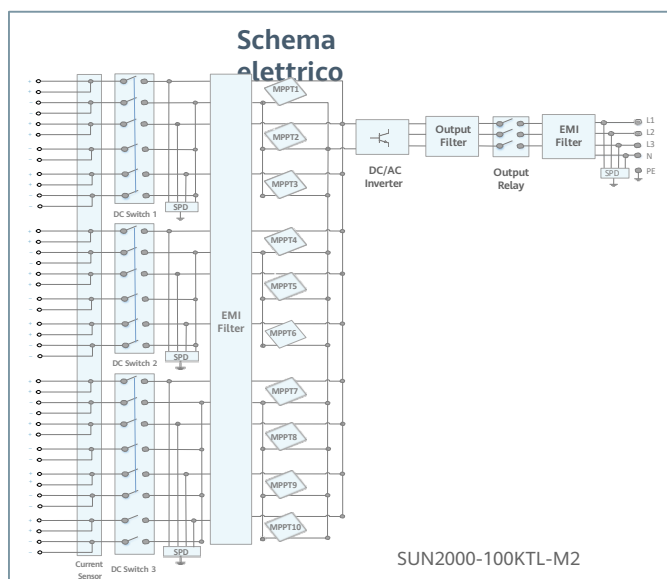 Schema
elettrico
MPPT1
MPPT2
MPPT3
MPPT4
MPPT5
MPPT6
MPPT7
MPPT8
MPPT9
MPPT10
SPD
DC Switch 1
SPD
DC Switch 2
SPD
DC Switch 3
Current
Sensor
EMI
Filter
DC/AC
Inverter
Output
Filter
Output
Relay
EMI
Filter
SPD
L1
L2
L3
N
PE
SUN2000-100KTL-M2